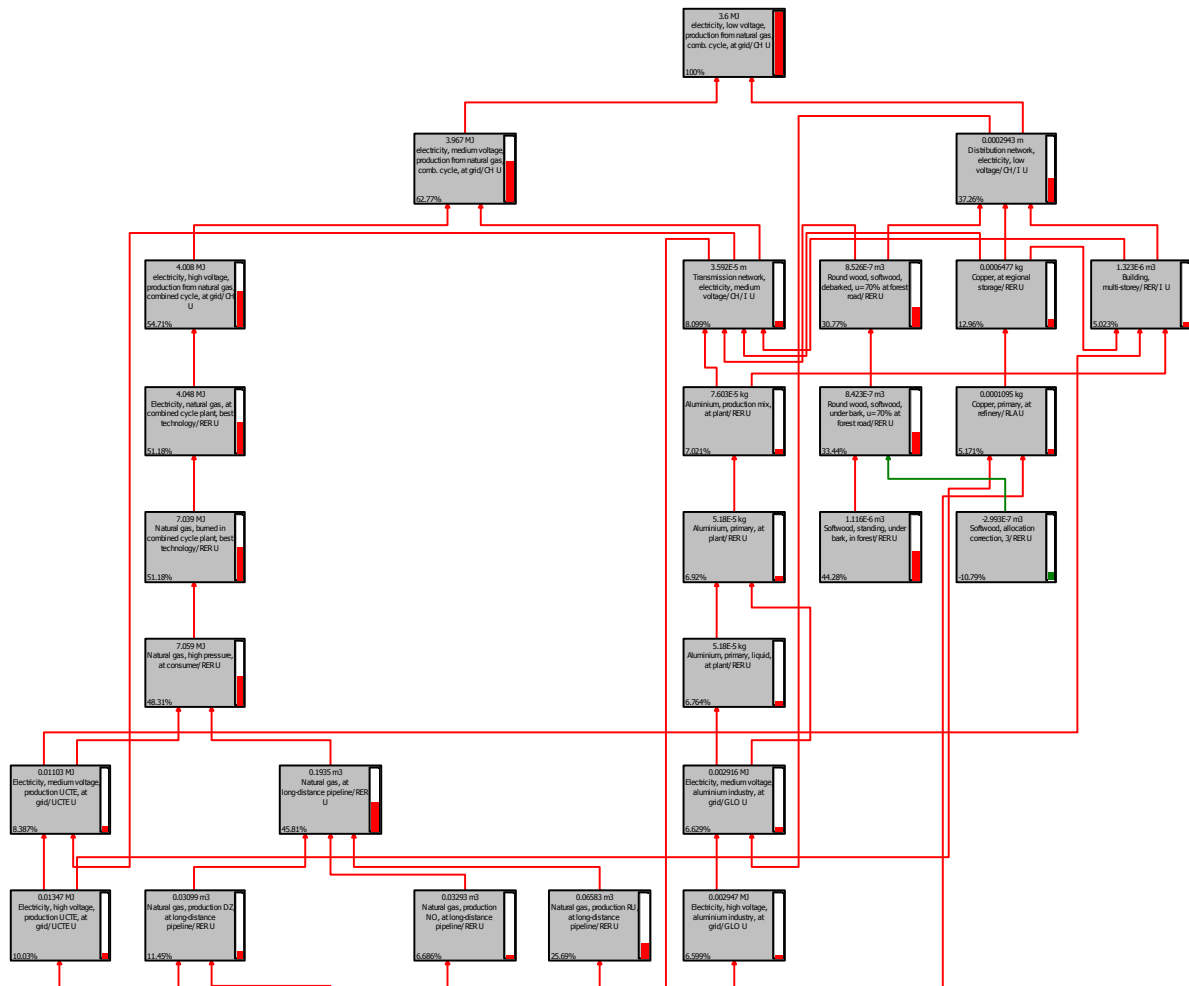 3.6 MJ
electricity, low voltage,
production from natural gas,
comb. cycle, at grid/CH U
100%
3.967 MJ
electricity, medium voltage,
production from natural gas,
comb. cycle, at grid/CH U
62.77%
0.0002943 m
Distribution network,
electricity, low
voltage/CH/I U
37.26%
4.008 MJ
electricity, high voltage,
production from natural gas,
combined cycle, at grid/CH
U
54.71%
3.592E-5 m
Transmission network,
electricity, medium
voltage/CH/I U
8.099%
8.526E-7 m3
Round wood, softwood,
debarked, u=70% at forest
road/RER U
30.77%
0.0006477 kg
Copper, at regional
storage/RER U
12.96%
1.323E-6 m3
Building,
multi-storey/RER/I U
5.023%
4.048 MJ
Electricity, natural gas, at
combined cycle plant, best
technology/RER U
51.18%
7.603E-5 kg
Aluminium, production mix,
at plant/RER U
7.021%
8.423E-7 m3
Round wood, softwood,
under bark, u=70% at
forest road/RER U
33.44%
0.0001095 kg
Copper, primary, at
refinery/RLA U
5.171%
7.039 MJ
Natural gas, burned in
combined cycle plant, best
technology/RER U
51.18%
5.18E-5 kg
Aluminium, primary, at
plant/RER U
6.92%
1.116E-6 m3
Softwood, standing, under
bark, in forest/RER U
44.28%
-2.993E-7 m3
Softwood, allocation
correction, 3/RER U
-10.79%
7.059 MJ
Natural gas, high pressure,
at consumer/RER U
48.31%
5.18E-5 kg
Aluminium, primary, liquid,
at plant/RER U
6.764%
0.01103 MJ
Electricity, medium voltage,
production UCTE, at
grid/UCTE U
8.387%
0.1935 m3
Natural gas, at
long-distance pipeline/RER
U
45.81%
0.002916 MJ
Electricity, medium voltage,
aluminium industry, at
grid/GLO U
6.629%
0.01347 MJ
Electricity, high voltage,
production UCTE, at
grid/UCTE U
10.03%
0.03099 m3
Natural gas, production DZ,
at long-distance
pipeline/RER U
11.45%
0.03293 m3
Natural gas, production
NO, at long-distance
pipeline/RER U
6.686%
0.06583 m3
Natural gas, production RU,
at long-distance
pipeline/RER U
25.69%
0.002947 MJ
Electricity, high voltage,
aluminium industry, at
grid/GLO U
6.599%